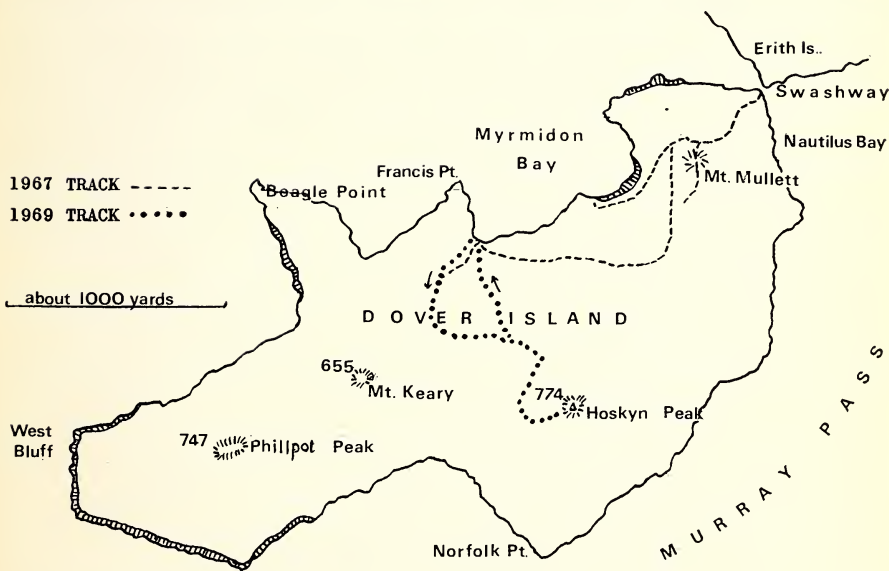 Erith Is..
Swashway
Myrmidon
Bay
Nautilus Bay
Francis Pt.
Mt. Mullett
1967 TRACK
Beagle Point
1969 TRACK
about 1000 yards
DOVER ISLAND
655
Mt. Keary
774
Hoskyn Peak
West
Bluff
747
Phillpot Peak
MURRAY PASS
Norfolk Pt.